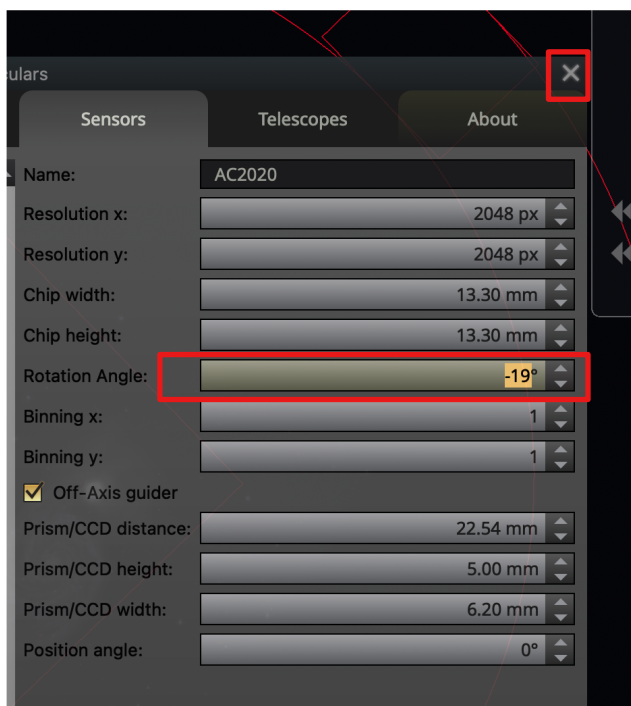 ulars
Sensors Telescopes About
Name: AC2020
Resolution x: 2048 px
Resolution y: 2048 px
Chip width: 13.30 mm
Chip height: 13.30 mm
Rotation Angle: -19°
Binning x: 1
Binning y: 1
Off-Axis guider
Prism/CCD distance: 22.54 mm
Prism/CCD height: 5.00 mm
Prism/CCD width: 6.20 mm
Position angle: 0°